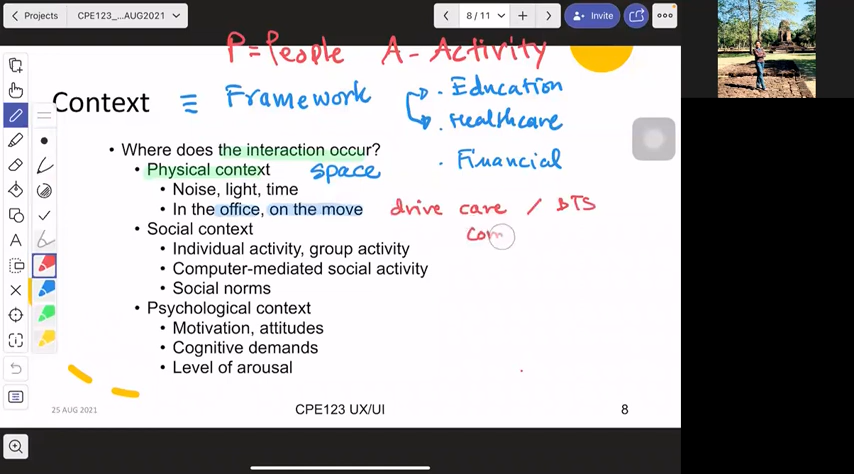 Projects
CPE123_...AUG2021
8 / 11
Invite
P=People A - Activity
Context ≡ Framework
. Education
. Healthcare
. Financial
• Where does the interaction occur?
• Physical context space
• Noise, light, time
• In the office, on the move drive care / BTS
com
• Social context
• Individual activity, group activity
• Computer-mediated social activity
• Social norms
• Psychological context
• Motivation, attitudes
• Cognitive demands
• Level of arousal
25 AUG 2021
CPE123 UX/UI
8